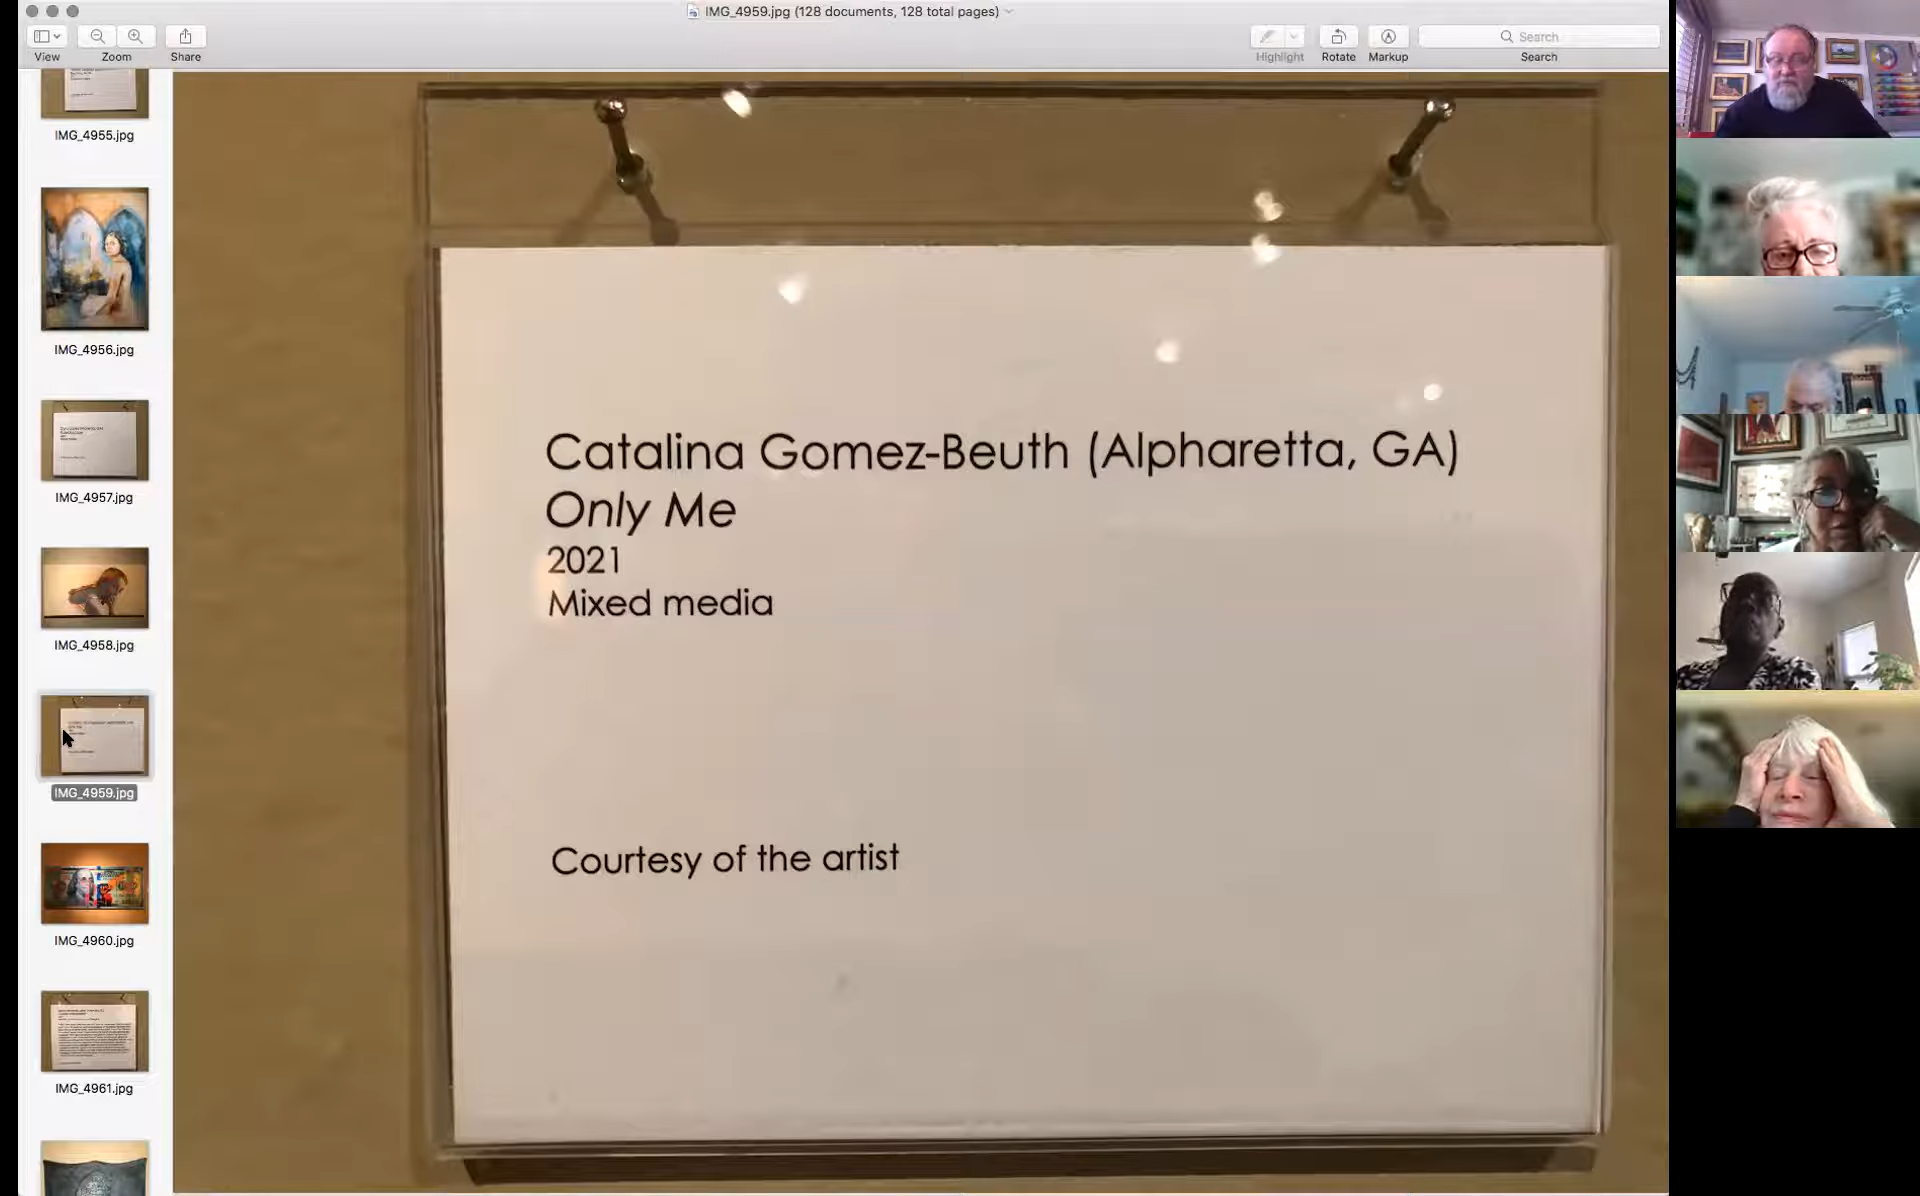 IMG_4959.jpg (128 documents, 128 total pages)
View
Zoom
Share
Highlight
Rotate
Markup
Search
Search
IMG_4955.jpg
IMG_4956.jpg
IMG_4957.jpg
IMG_4958.jpg
IMG_4959.jpg
IMG_4960.jpg
IMG_4961.jpg
Catalina Gomez-Beuth (Alpharetta, GA)
Only Me
2021
Mixed media
Courtesy of the artist